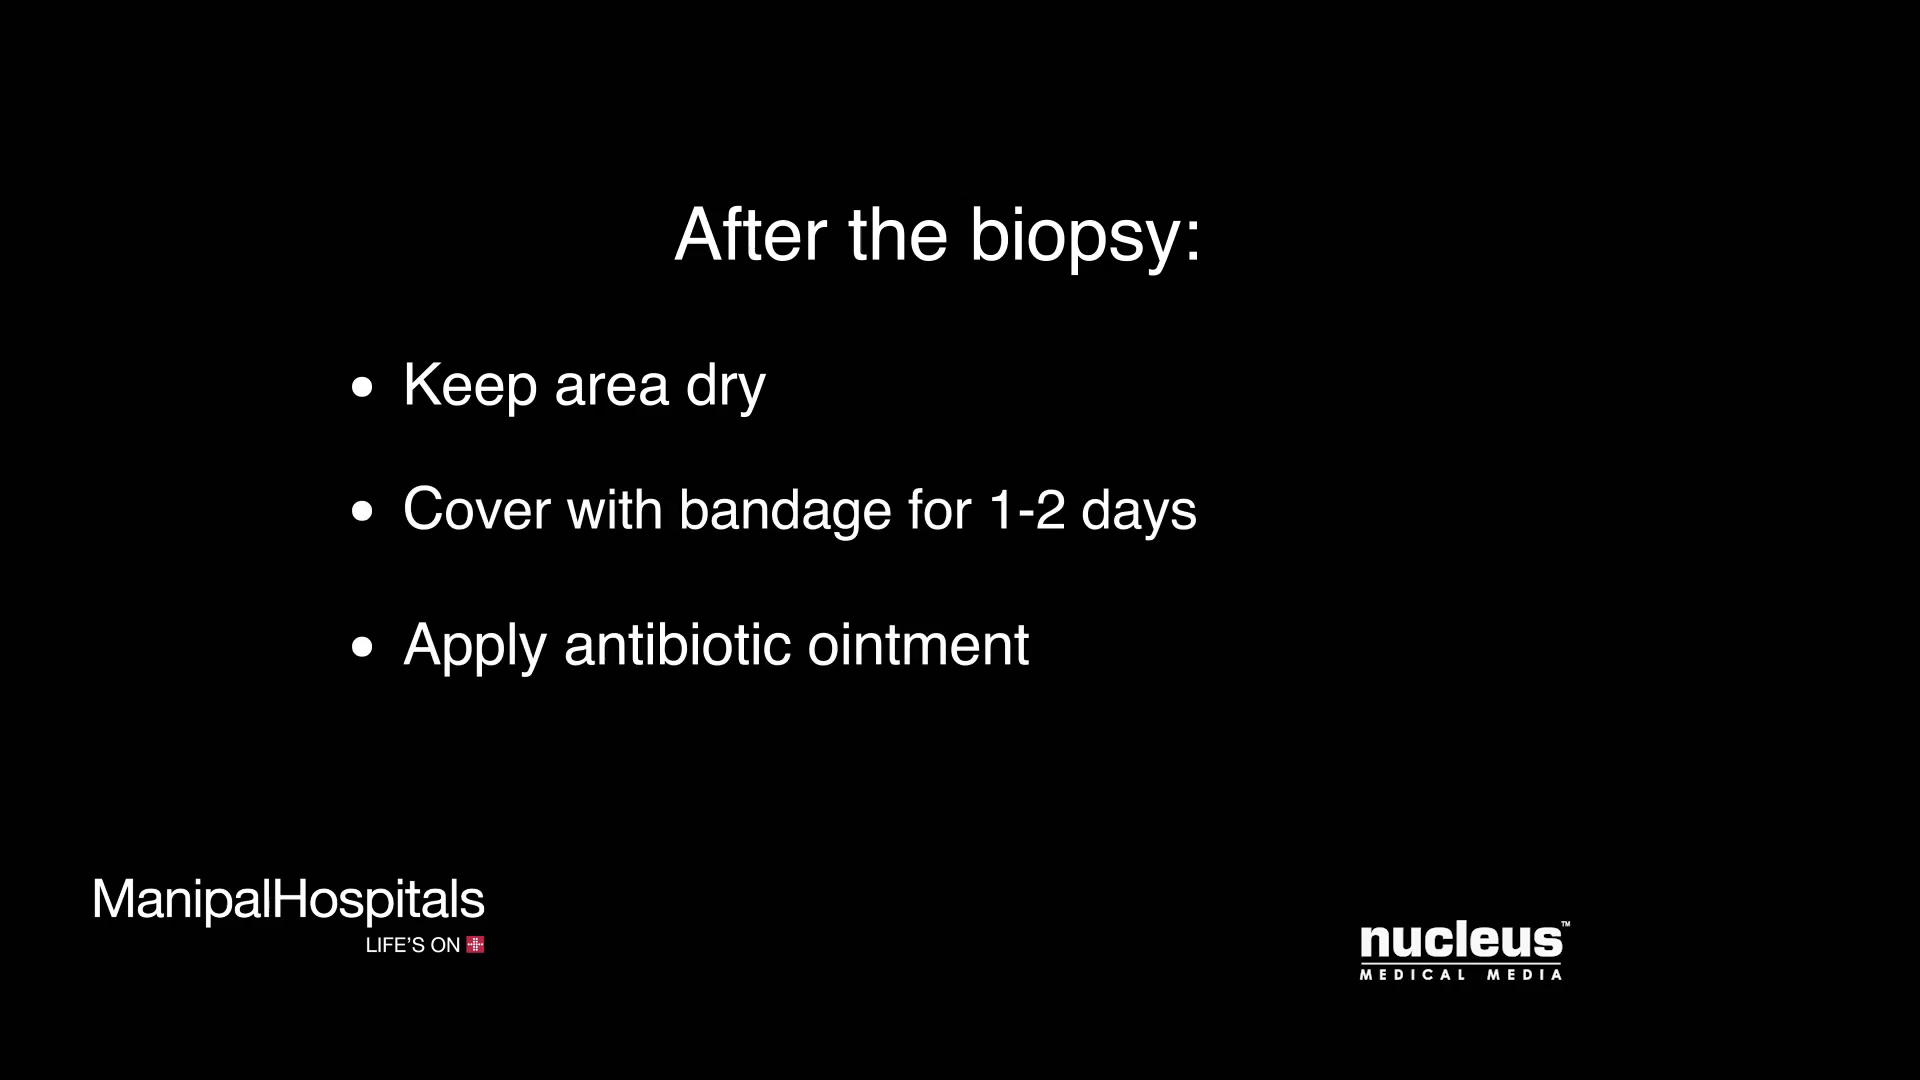 After the biopsy:
• Keep area dry
• Cover with bandage for 1-2 days
• Apply antibiotic ointment
ManipalHospitals
LIFE'S ON
nucleus™
MEDICAL MEDIA